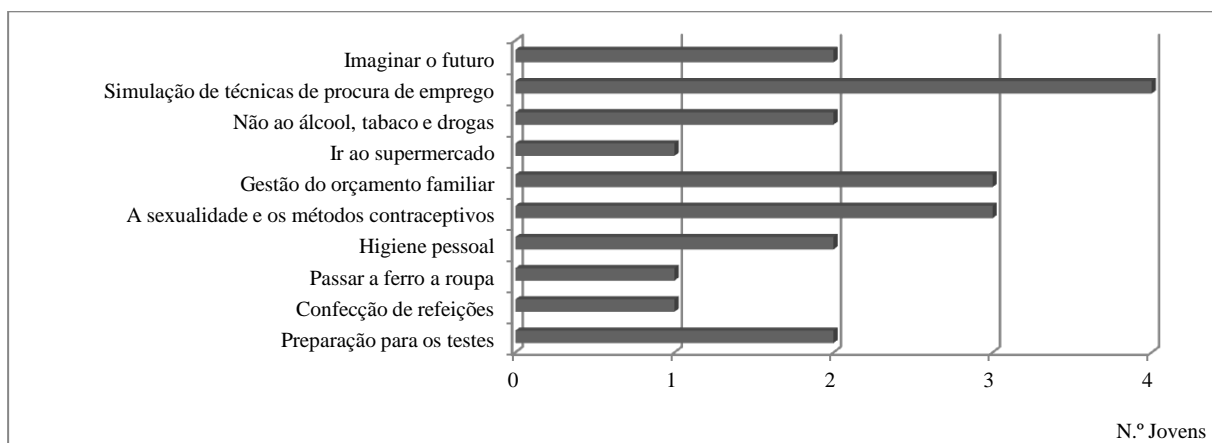 Imaginar o futuro
Simulação de técnicas de procura de emprego
Não ao álcool, tabaco e drogas
Ir ao supermercado
Gestão do orçamento familiar
A sexualidade e os métodos contraceptivos
Higiene pessoal
Passar a ferro a roupa
Confecção de refeições
Preparação para os testes
0 1 2 3 4
N.º Jovens